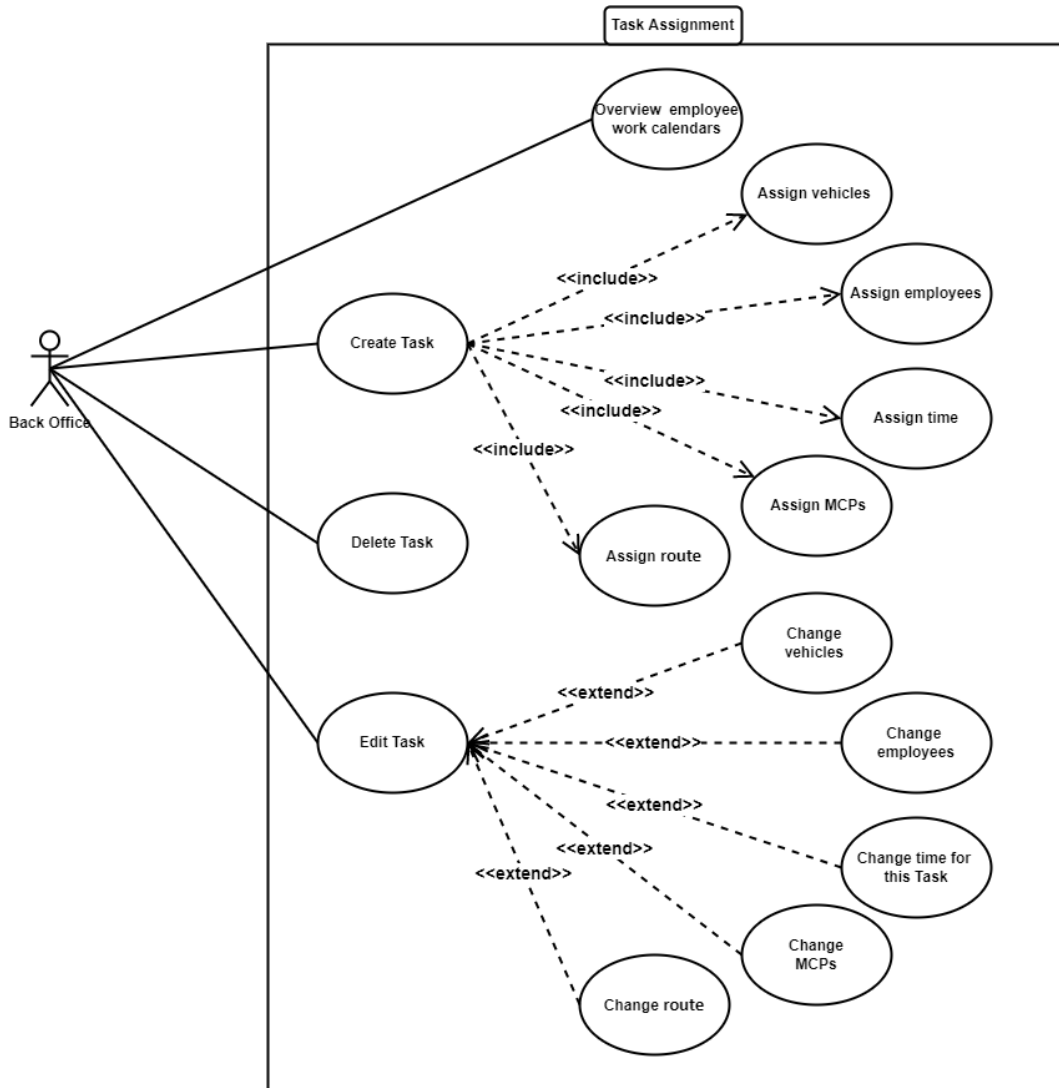 Task Assignment
Overview employee
work calendars
Assign vehicles
<<include>>
Assign employees
<<include>>
Create Task
Back Office
<<include>>
Assign time
<<include>>
<<include>>
Assign MCPs
Delete Task
Assign route
Change
vehicles
<<extend>>
Edit Task
<<extend>>
Change
employees
<<extend>>
<<extend>>
Change time for
this Task
<<extend>>
Change
MCPs
Change route